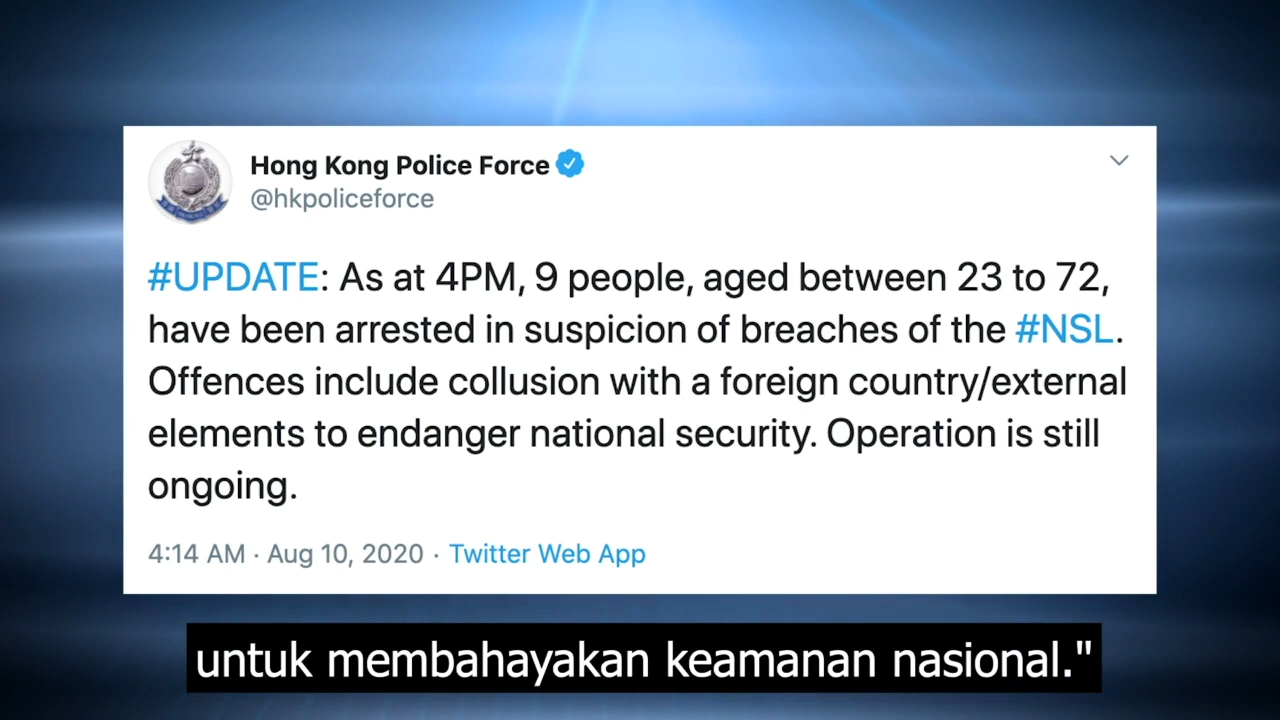 Hong Kong Police Force
@hkpoliceforce
#UPDATE: As at 4PM, 9 people, aged between 23 to 72,
have been arrested in suspicion of breaches of the #NSL.
Offences include collusion with a foreign country/external
elements to endanger national security. Operation is still
ongoing.
4:14 AM · Aug 10, 2020 · Twitter Web App
untuk membahayakan keamanan nasional."